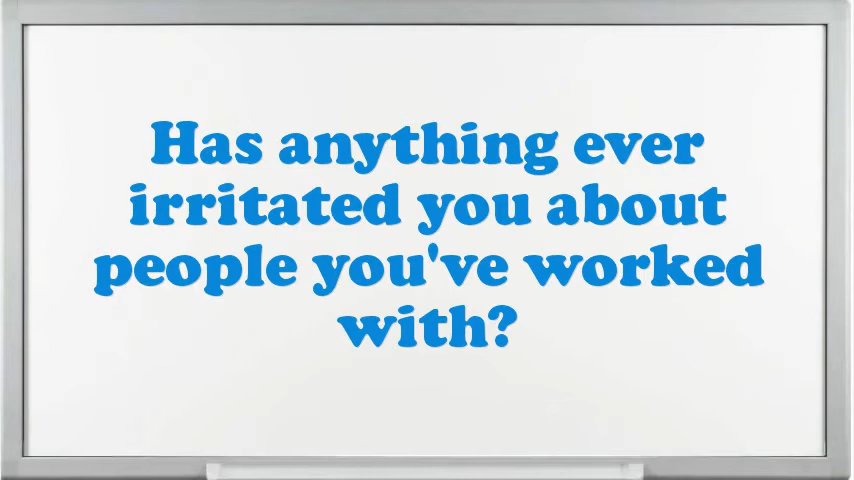 Has anything ever
irritated you about
people you've worked
with?